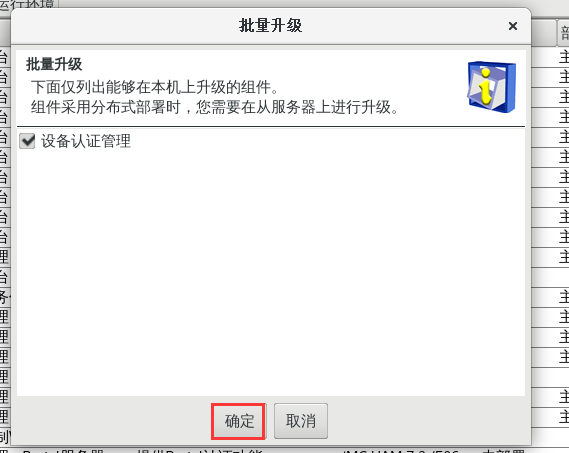 运行环境
批量升级
批量升级
下面仅列出能够在本机上升级的组件。
组件采用分布式部署时，您需要在从服务器上进行升级。
设备认证管理
确定
取消